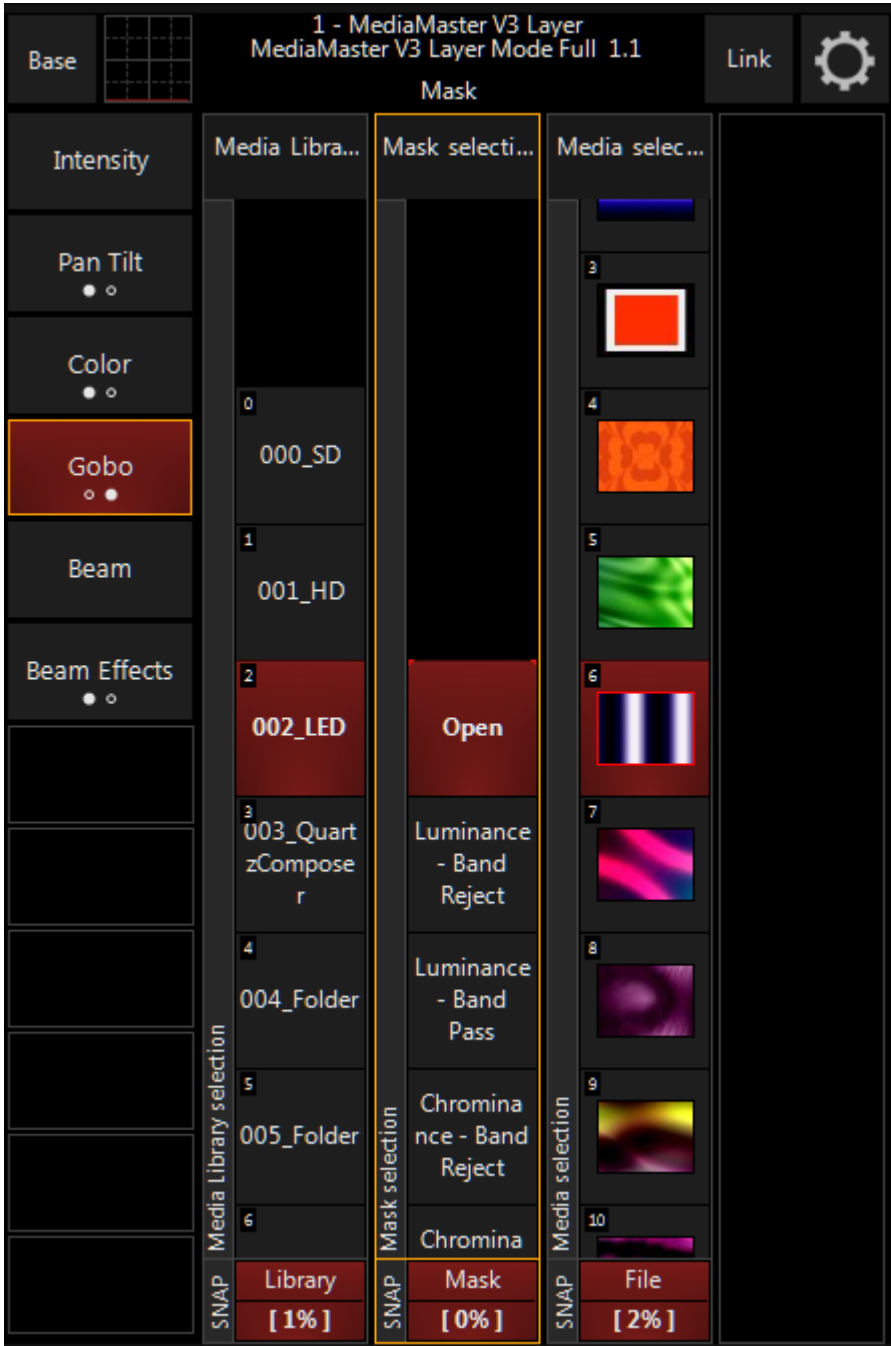 1 - MediaMaster V3 Layer
MediaMaster V3 Layer Mode Full 1.1
Mask
Base
Link
Intensity
Pan Tilt
Color
Gobo
Beam
Beam Effects
Media Libra...
Media Library selection
0
000_SD
1
001_HD
2
002_LED
3
003_Quart
zCompose
r
4
004_Folder
5
005_Folder
6
SNAP
Library
[ 1% ]
Mask selecti...
Mask selection
Open
Luminance
- Band
Reject
Luminance
- Band
Pass
Chromina
nce - Band
Reject
Chromina
SNAP
Mask
[ 0% ]
Media selec...
Media selection
3
4
5
6
7
8
9
10
SNAP
File
[ 2% ]